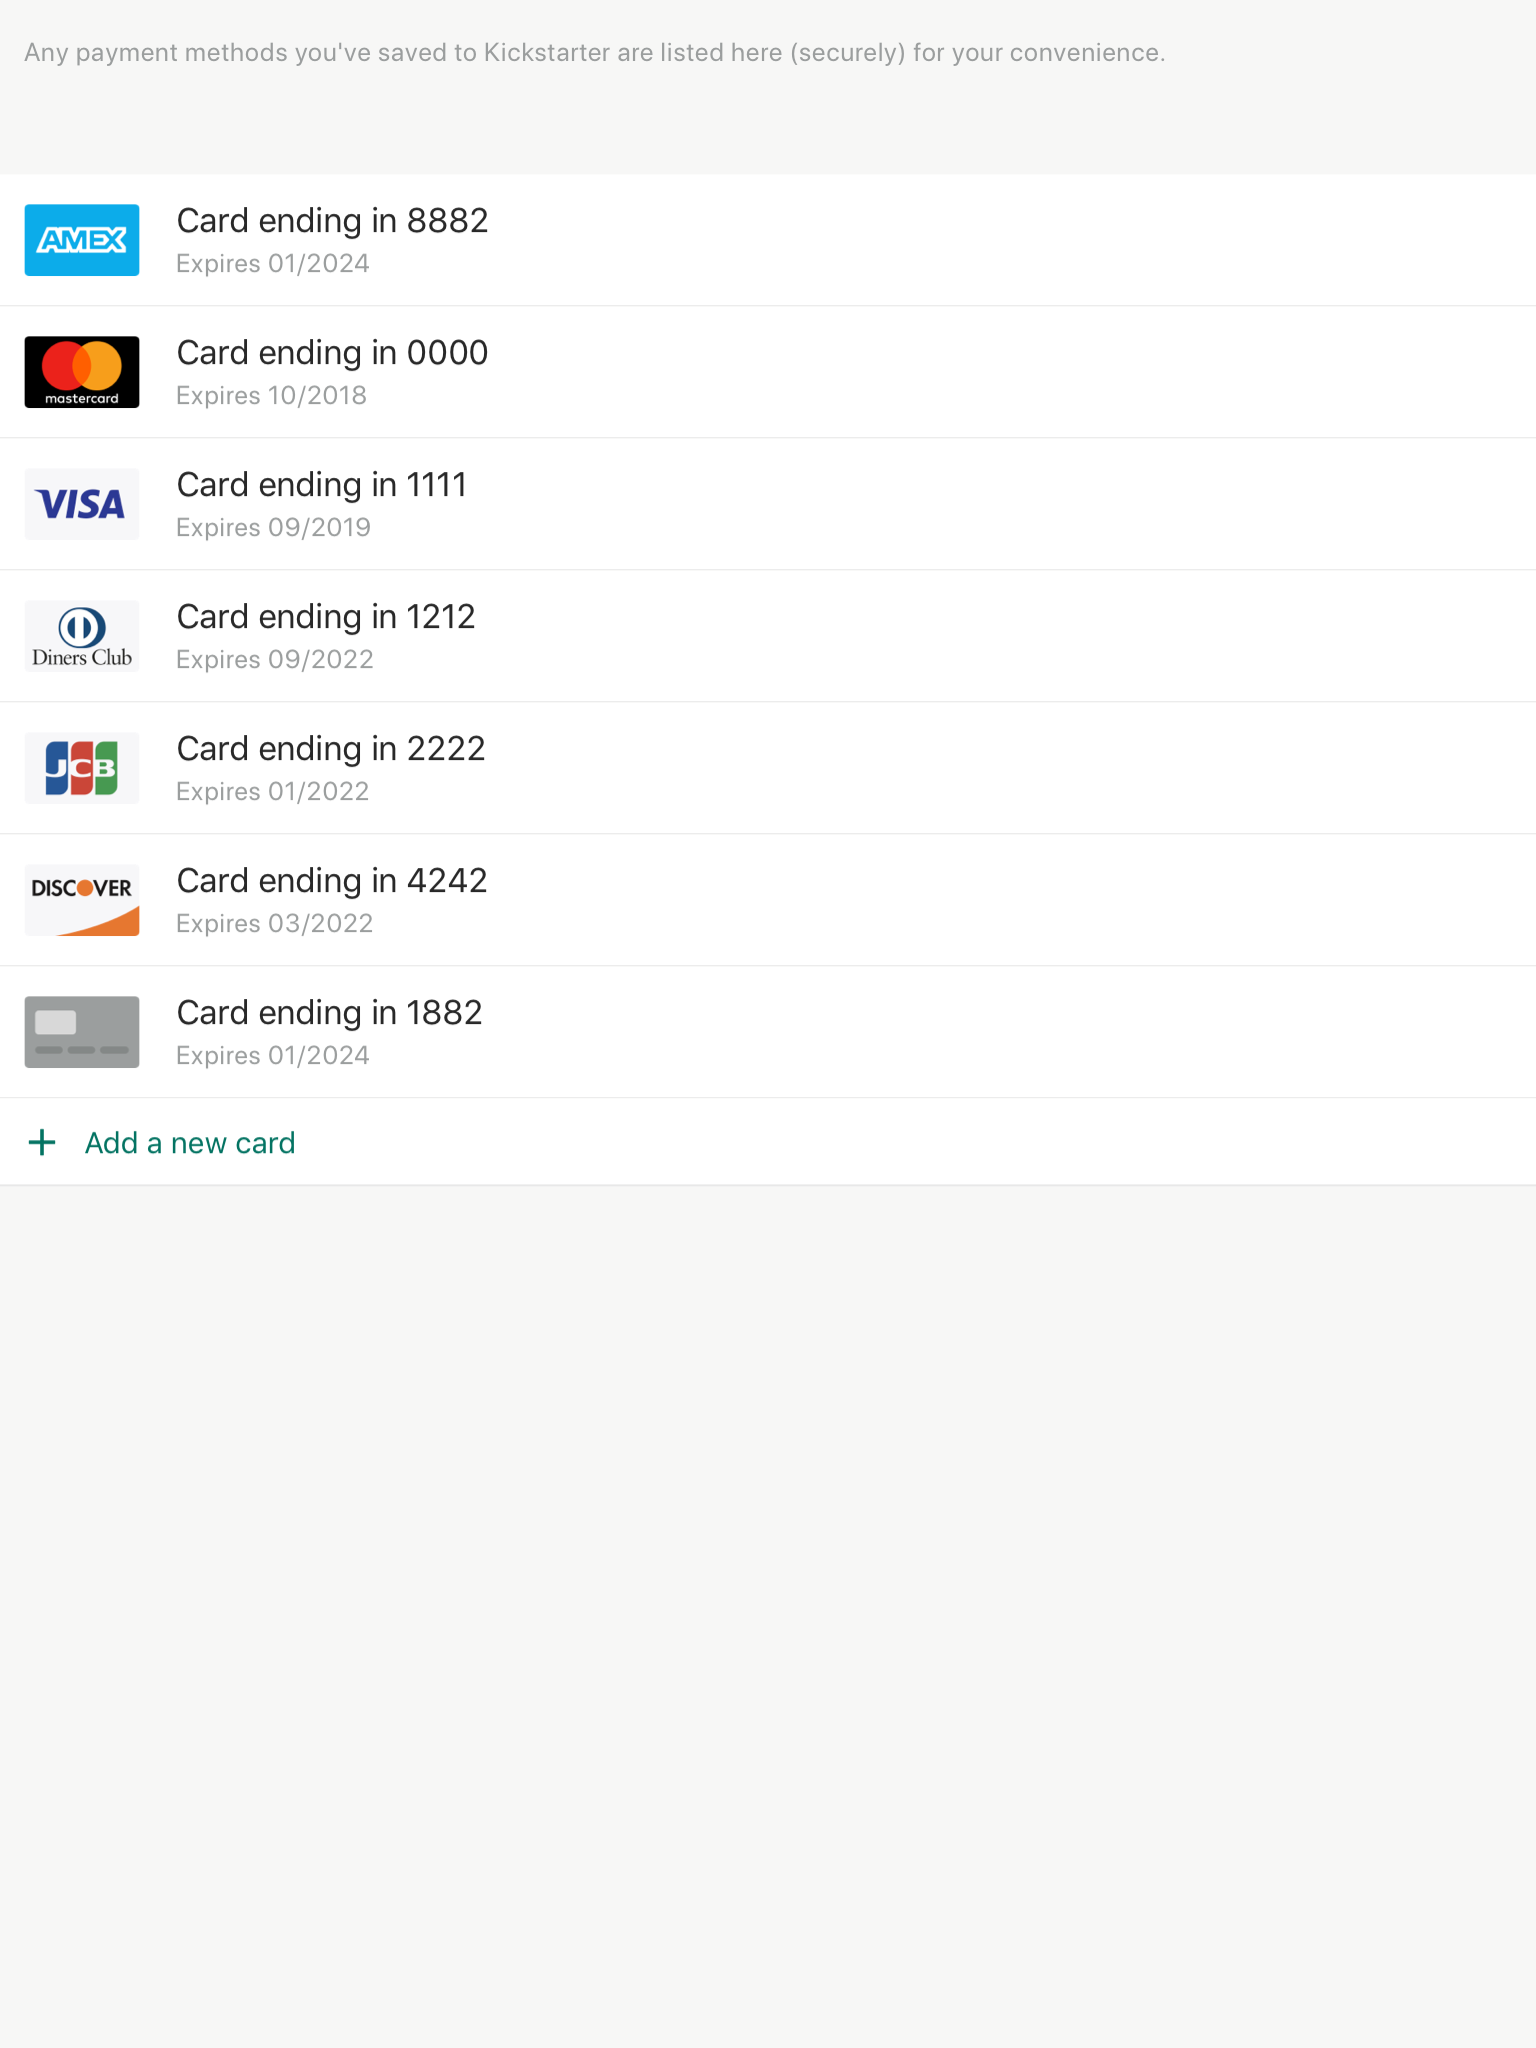 Any payment methods you've saved to Kickstarter are listed here (securely) for your convenience.
AMEX
Card ending in 8882
Expires 01/2024
mastercard
Card ending in 0000
Expires 10/2018
VISA
Card ending in 1111
Expires 09/2019
Diners Club
Card ending in 1212
Expires 09/2022
JCB
Card ending in 2222
Expires 01/2022
DISCOVER
Card ending in 4242
Expires 03/2022
Card ending in 1882
Expires 01/2024
+ Add a new card